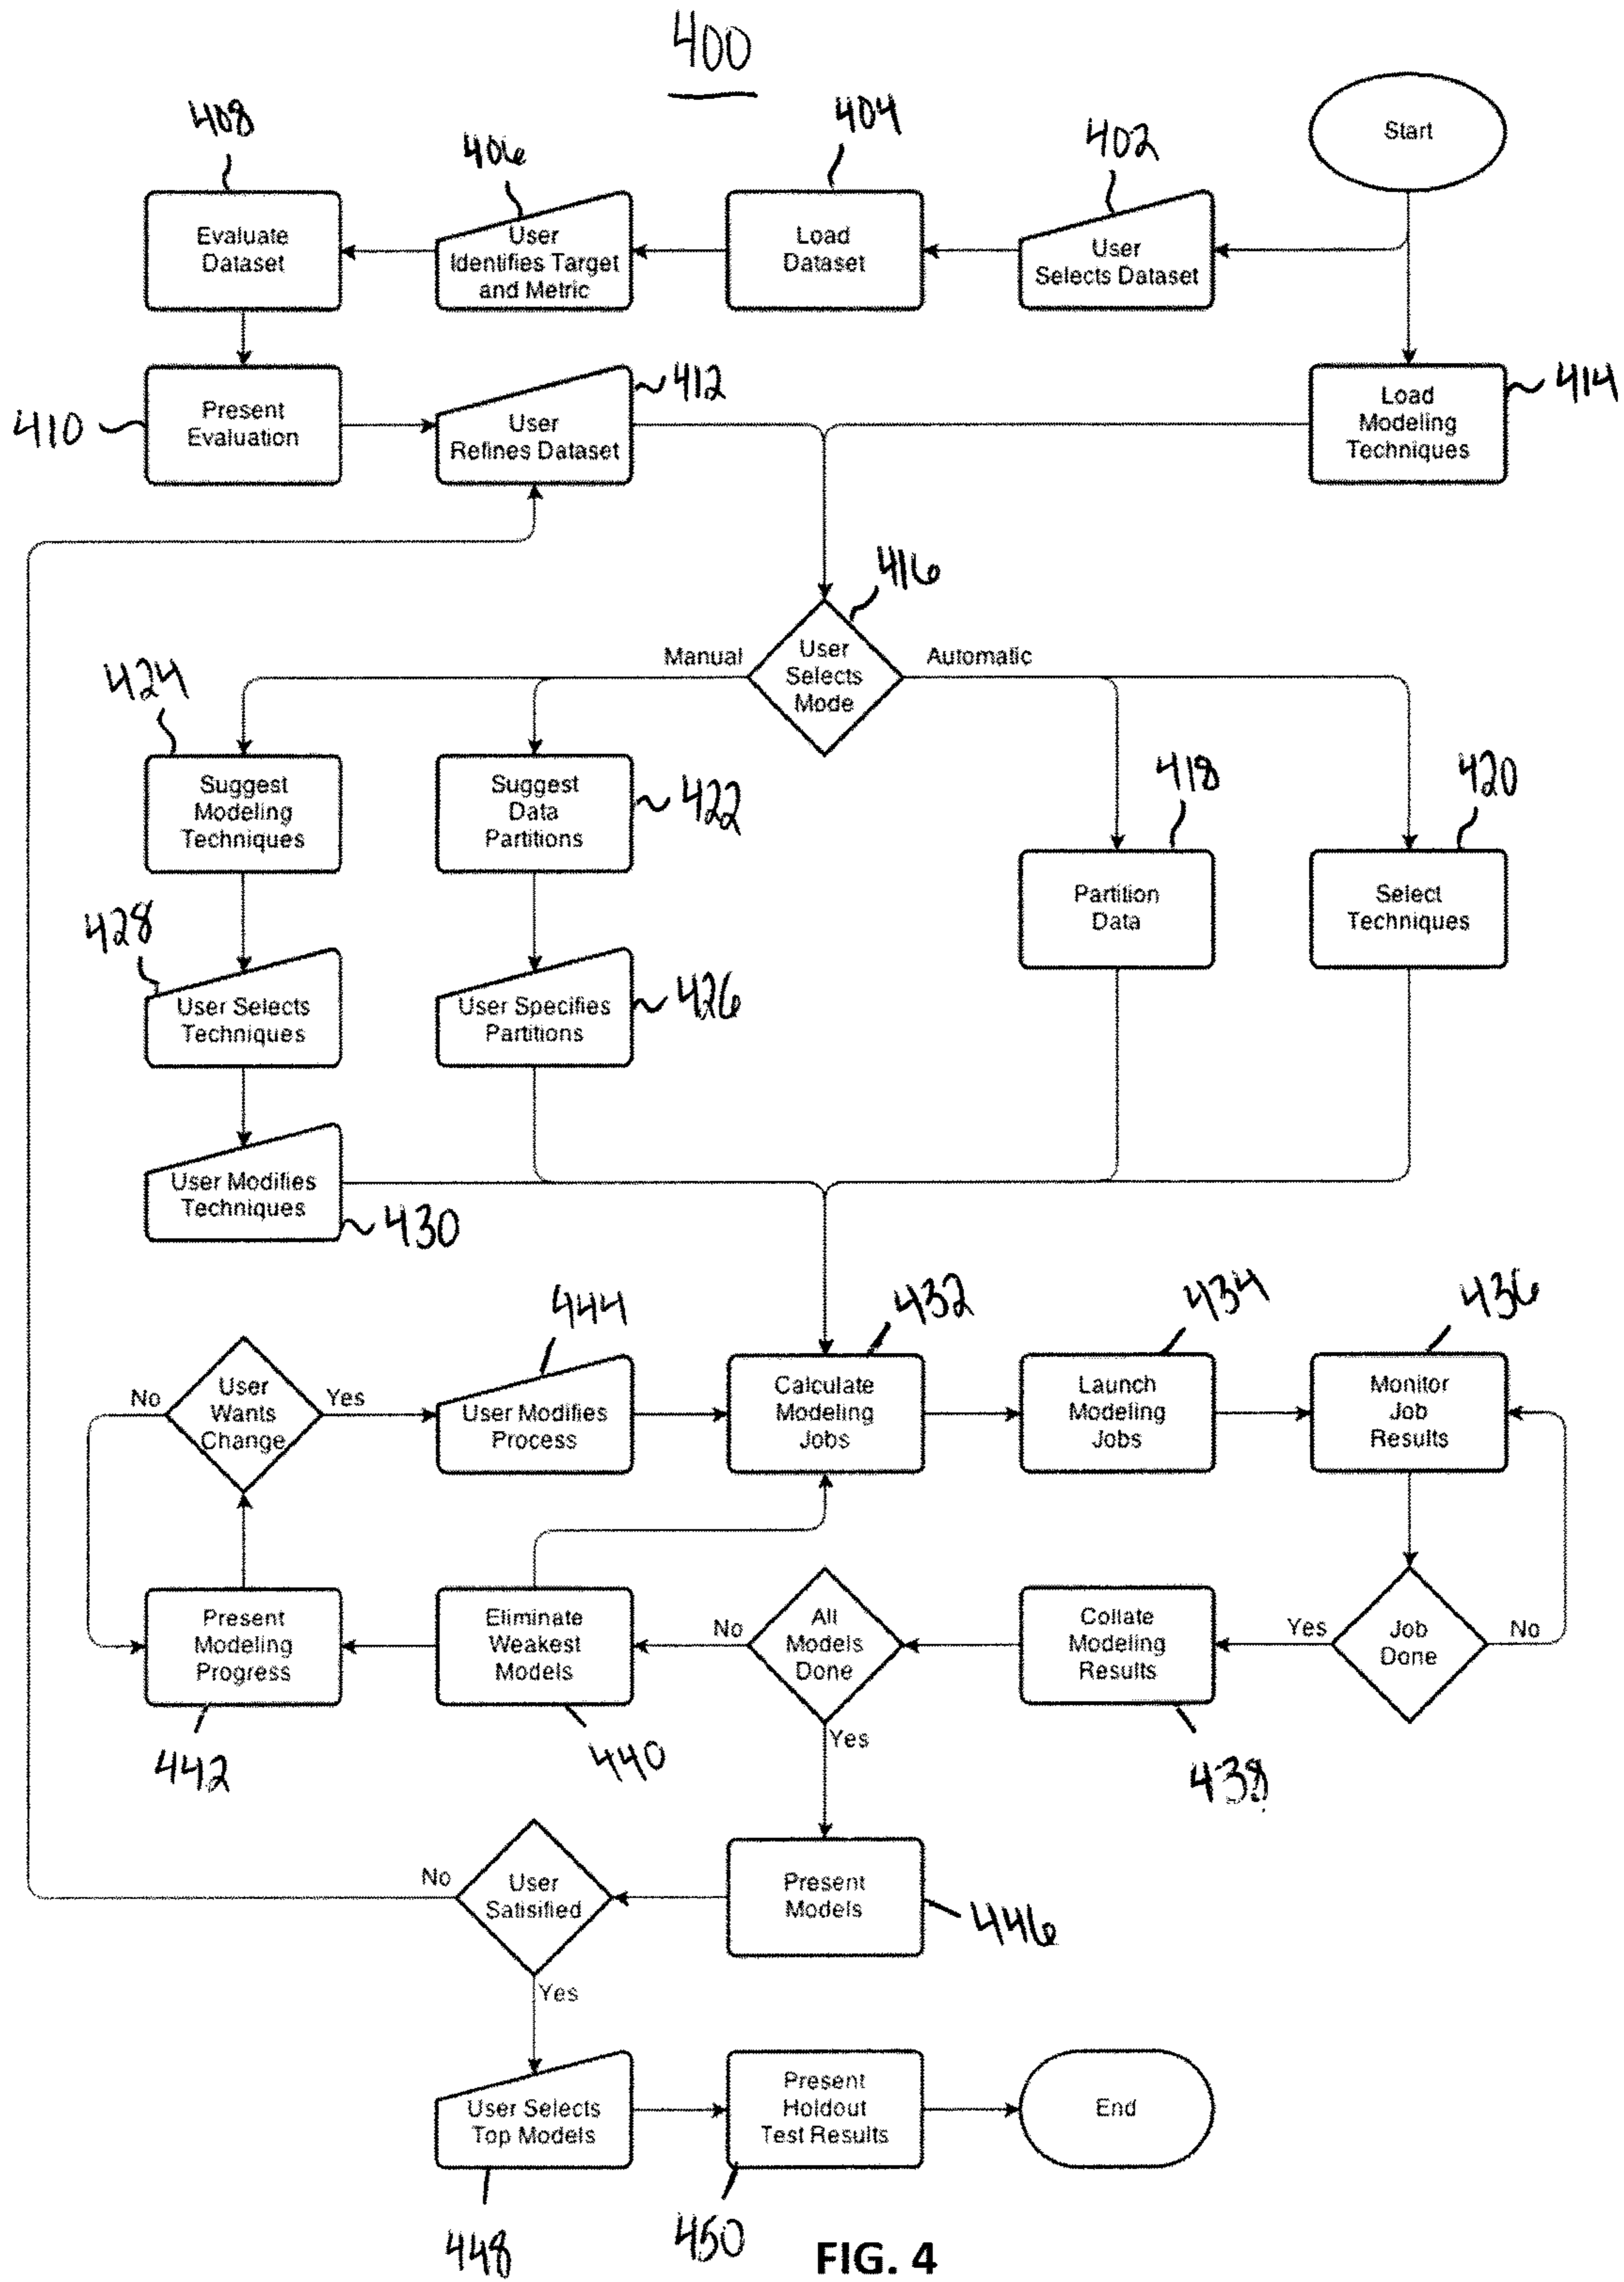 400
408
406
404
402
Start
Evaluate
Dataset
User
Identifies Target
and Metric
Load
Dataset
User
Selects Dataset
410
Present
Evaluation
User
Refines Dataset
412
Load
Modeling
Techniques
414
416
User
Selects
Mode
Manual
Automatic
424
Suggest
Modeling
Techniques
Suggest
Data
Partitions
422
418
Partition
Data
420
Select
Techniques
428
User Selects
Techniques
User Specifies
Partitions
426
User Modifies
Techniques
430
444
432
434
436
No
User
Wants
Change
Yes
User Modifies
Process
Calculate
Modeling
Jobs
Launch
Modeling
Jobs
Monitor
Job
Results
Present
Modeling
Progress
Eliminate
Weakest
Models
No
All
Models
Done
Collate
Modeling
Results
Yes
Job
Done
No
442
440
Yes
438
No
User
Satisified
Present
Models
446
Yes
User Selects
Top Models
Present
Holdout
Test Results
End
448
450
FIG. 4